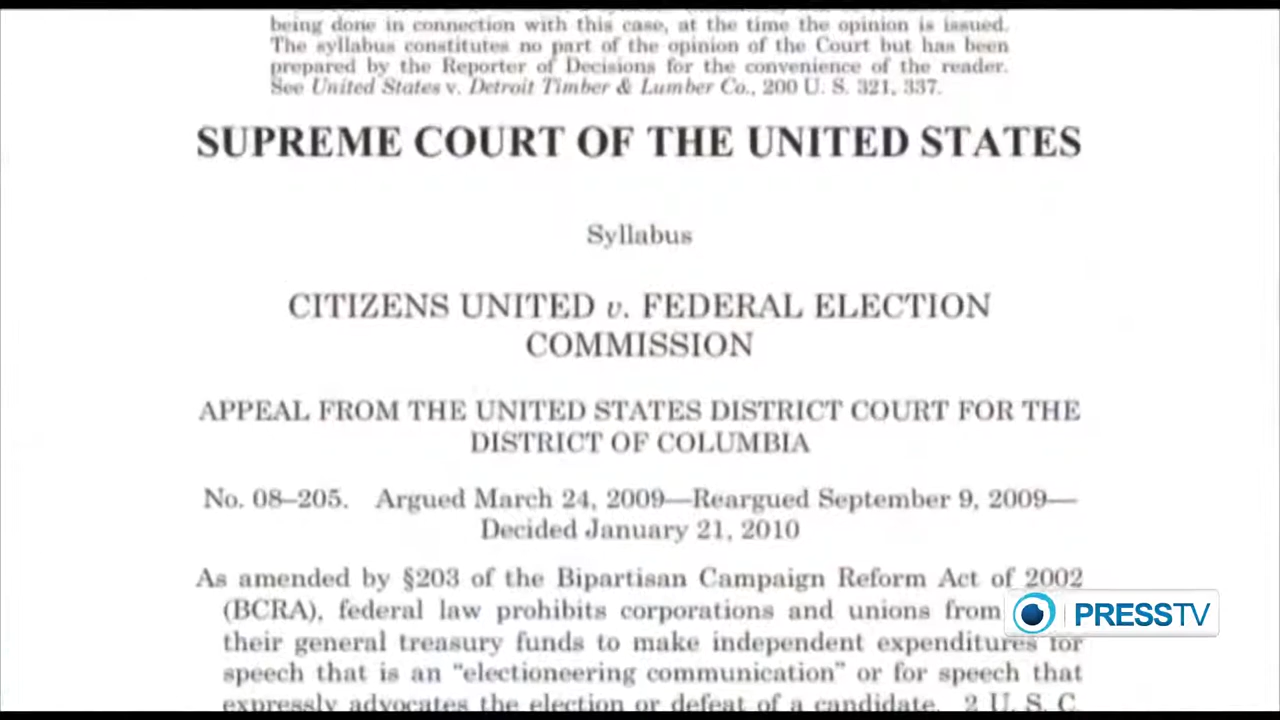 being done in connection with this case, at the time the opinion is issued.
The syllabus constitutes no part of the opinion of the Court but has been
prepared by the Reporter of Decisions for the convenience of the reader.
See United States v. Detroit Timber & Lumber Co., 200 U. S. 321, 337.
SUPREME COURT OF THE UNITED STATES
Syllabus
CITIZENS UNITED v. FEDERAL ELECTION
COMMISSION
APPEAL FROM THE UNITED STATES DISTRICT COURT FOR THE
DISTRICT OF COLUMBIA
No. 08–205. Argued March 24, 2009—Reargued September 9, 2009—
Decided January 21, 2010
As amended by §203 of the Bipartisan Campaign Reform Act of 2002
(BCRA), federal law prohibits corporations and unions from
their general treasury funds to make independent expenditures for
speech that is an "electioneering communication" or for speech that
expressly advocates the election or defeat of a candidate. 2 U. S. C.
PRESSTV